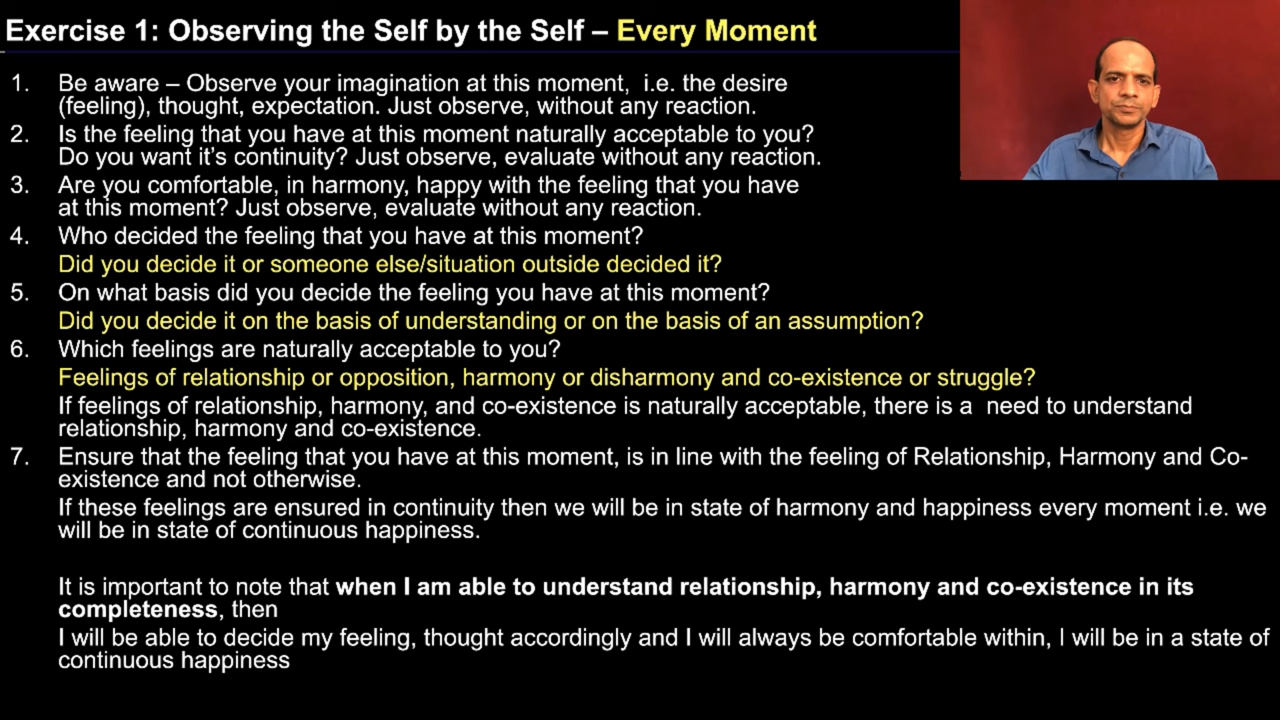 Exercise 1: Observing the Self by the Self – Every Moment
1. Be aware – Observe your imagination at this moment, i.e. the desire
(feeling), thought, expectation. Just observe, without any reaction.
2. Is the feeling that you have at this moment naturally acceptable to you?
Do you want it's continuity? Just observe, evaluate without any reaction.
3. Are you comfortable, in harmony, happy with the feeling that you have
at this moment? Just observe, evaluate without any reaction.
4. Who decided the feeling that you have at this moment?
Did you decide it or someone else/situation outside decided it?
5. On what basis did you decide the feeling you have at this moment?
Did you decide it on the basis of understanding or on the basis of an assumption?
6. Which feelings are naturally acceptable to you?
Feelings of relationship or opposition, harmony or disharmony and co-existence or struggle?
If feelings of relationship, harmony, and co-existence is naturally acceptable, there is a need to understand
relationship, harmony and co-existence.
7. Ensure that the feeling that you have at this moment, is in line with the feeling of Relationship, Harmony and Co-
existence and not otherwise.
If these feelings are ensured in continuity then we will be in state of harmony and happiness every moment i.e. we
will be in state of continuous happiness.
It is important to note that when I am able to understand relationship, harmony and co-existence in its
completeness, then
I will be able to decide my feeling, thought accordingly and I will always be comfortable within, I will be in a state of
continuous happiness